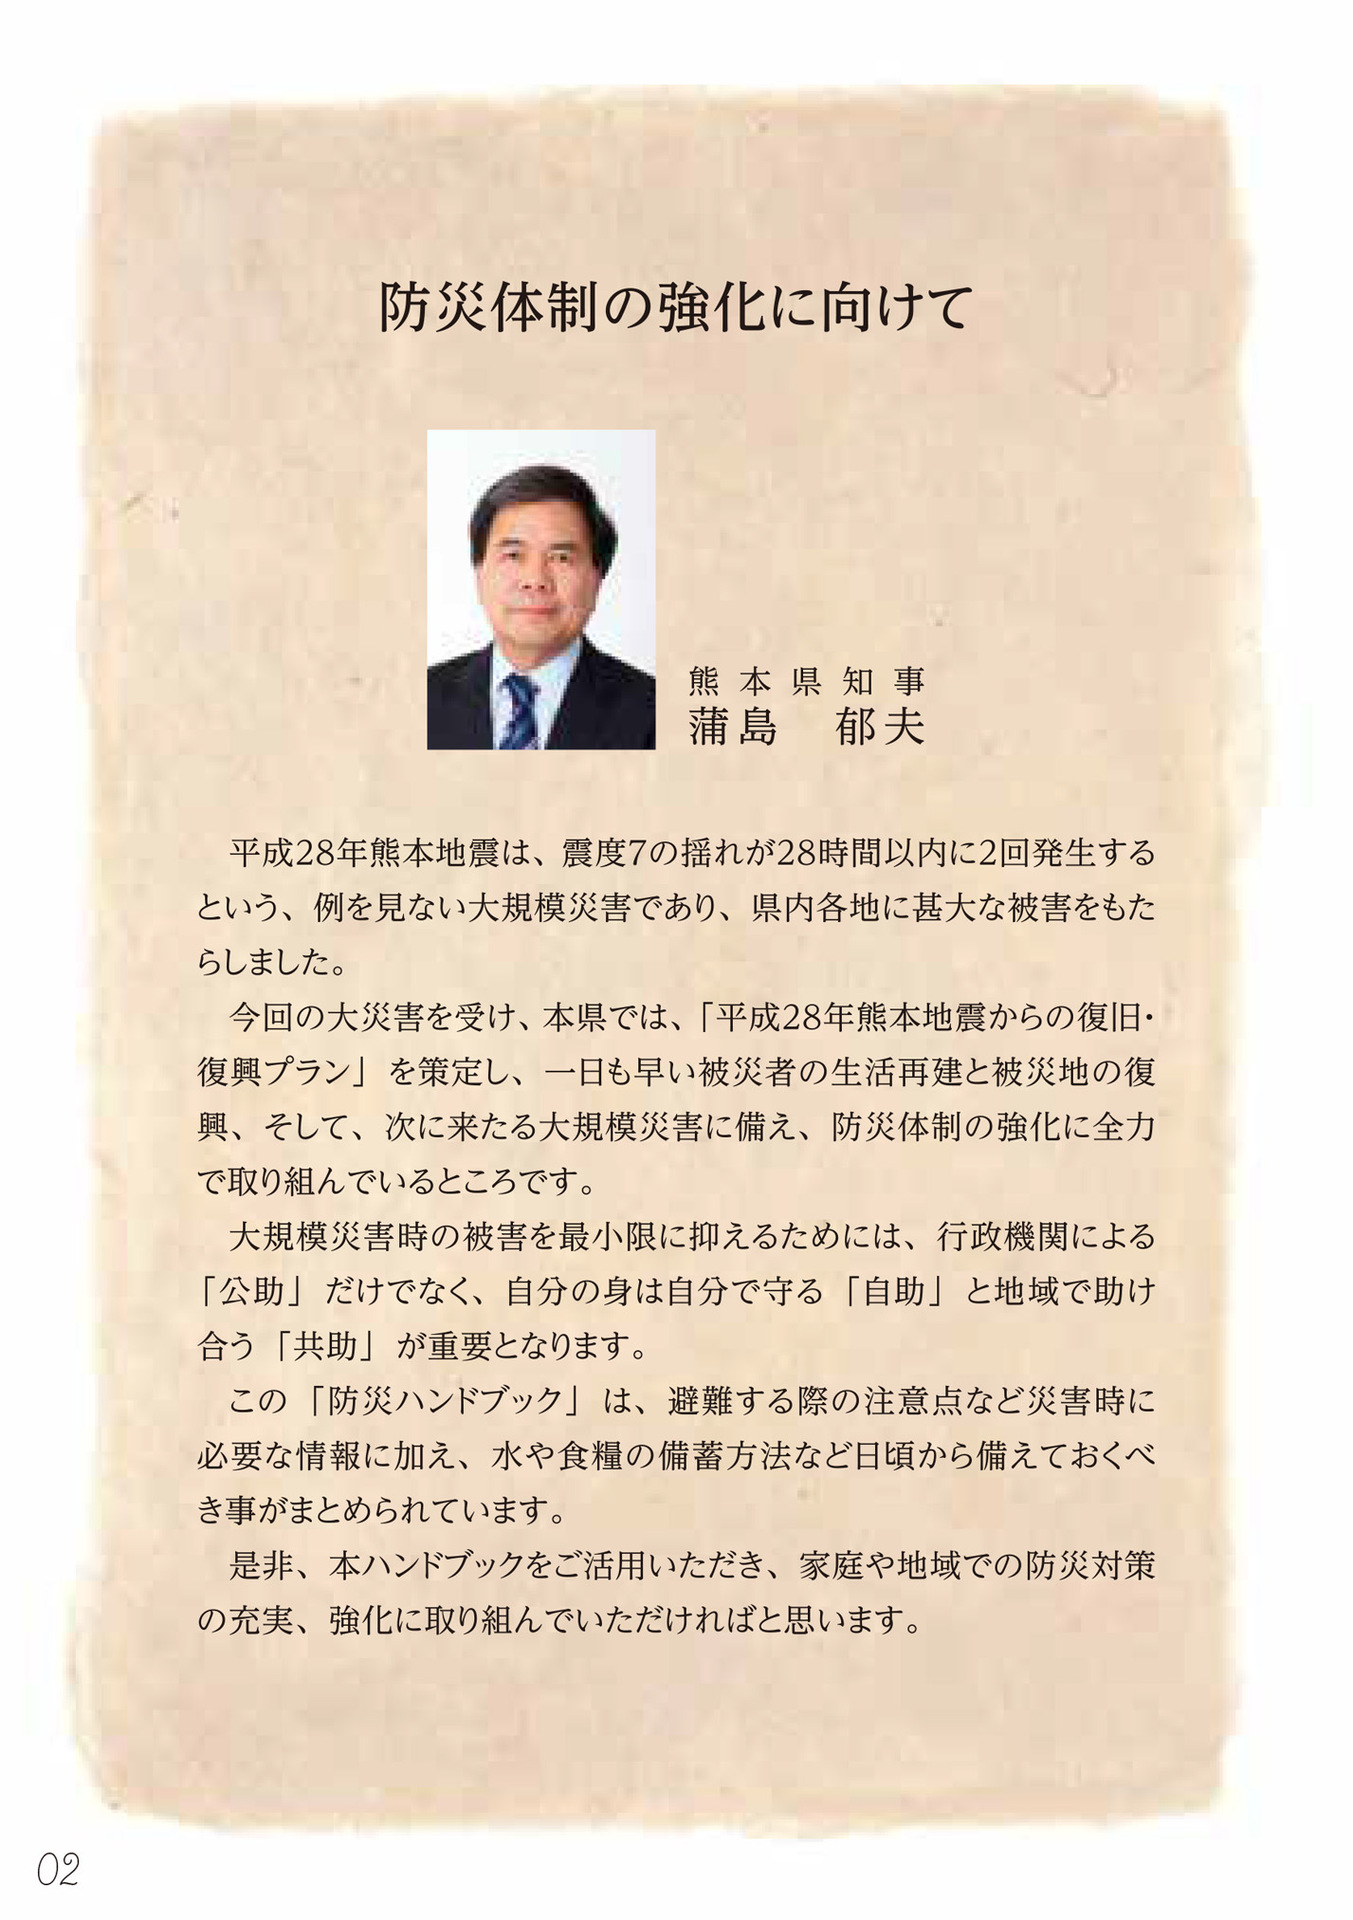 防災体制の強化に向けて
熊本県知事
蒲島　郁夫
平成28年熊本地震は、震度7の揺れが28時間以内に2回発生する
という、例を見ない大規模災害であり、県内各地に甚大な被害をもた
らしました。
今回の大災害を受け、本県では、「平成28年熊本地震からの復旧・
復興プラン」を策定し、一日も早い被災者の生活再建と被災地の復
興、そして、次に来たる大規模災害に備え、防災体制の強化に全力
で取り組んでいるところです。
大規模災害時の被害を最小限に抑えるためには、行政機関による
「公助」だけでなく、自分の身は自分で守る「自助」と地域で助け
合う「共助」が重要となります。
この「防災ハンドブック」は、避難する際の注意点など災害時に
必要な情報に加え、水や食糧の備蓄方法など日頃から備えておくべ
き事がまとめられています。
是非、本ハンドブックをご活用いただき、家庭や地域での防災対策
の充実、強化に取り組んでいただければと思います。
02